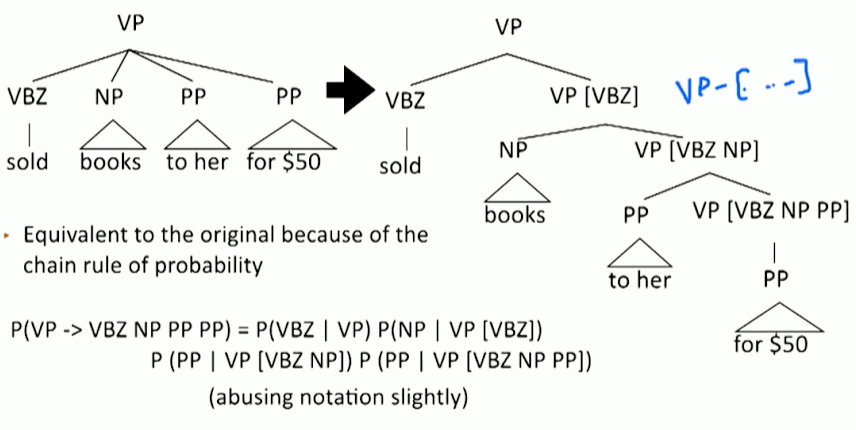 VP
VBZ NP PP PP
sold books to her for $50
VP
VBZ VP [VBZ]
sold NP VP [VBZ NP]
books PP VP [VBZ NP PP]
to her PP
for $50
VP-[...]
▸ Equivalent to the original because of the
chain rule of probability
P(VP -> VBZ NP PP PP) = P(VBZ | VP) P(NP | VP [VBZ])
P (PP | VP [VBZ NP]) P (PP | VP [VBZ NP PP])
(abusing notation slightly)